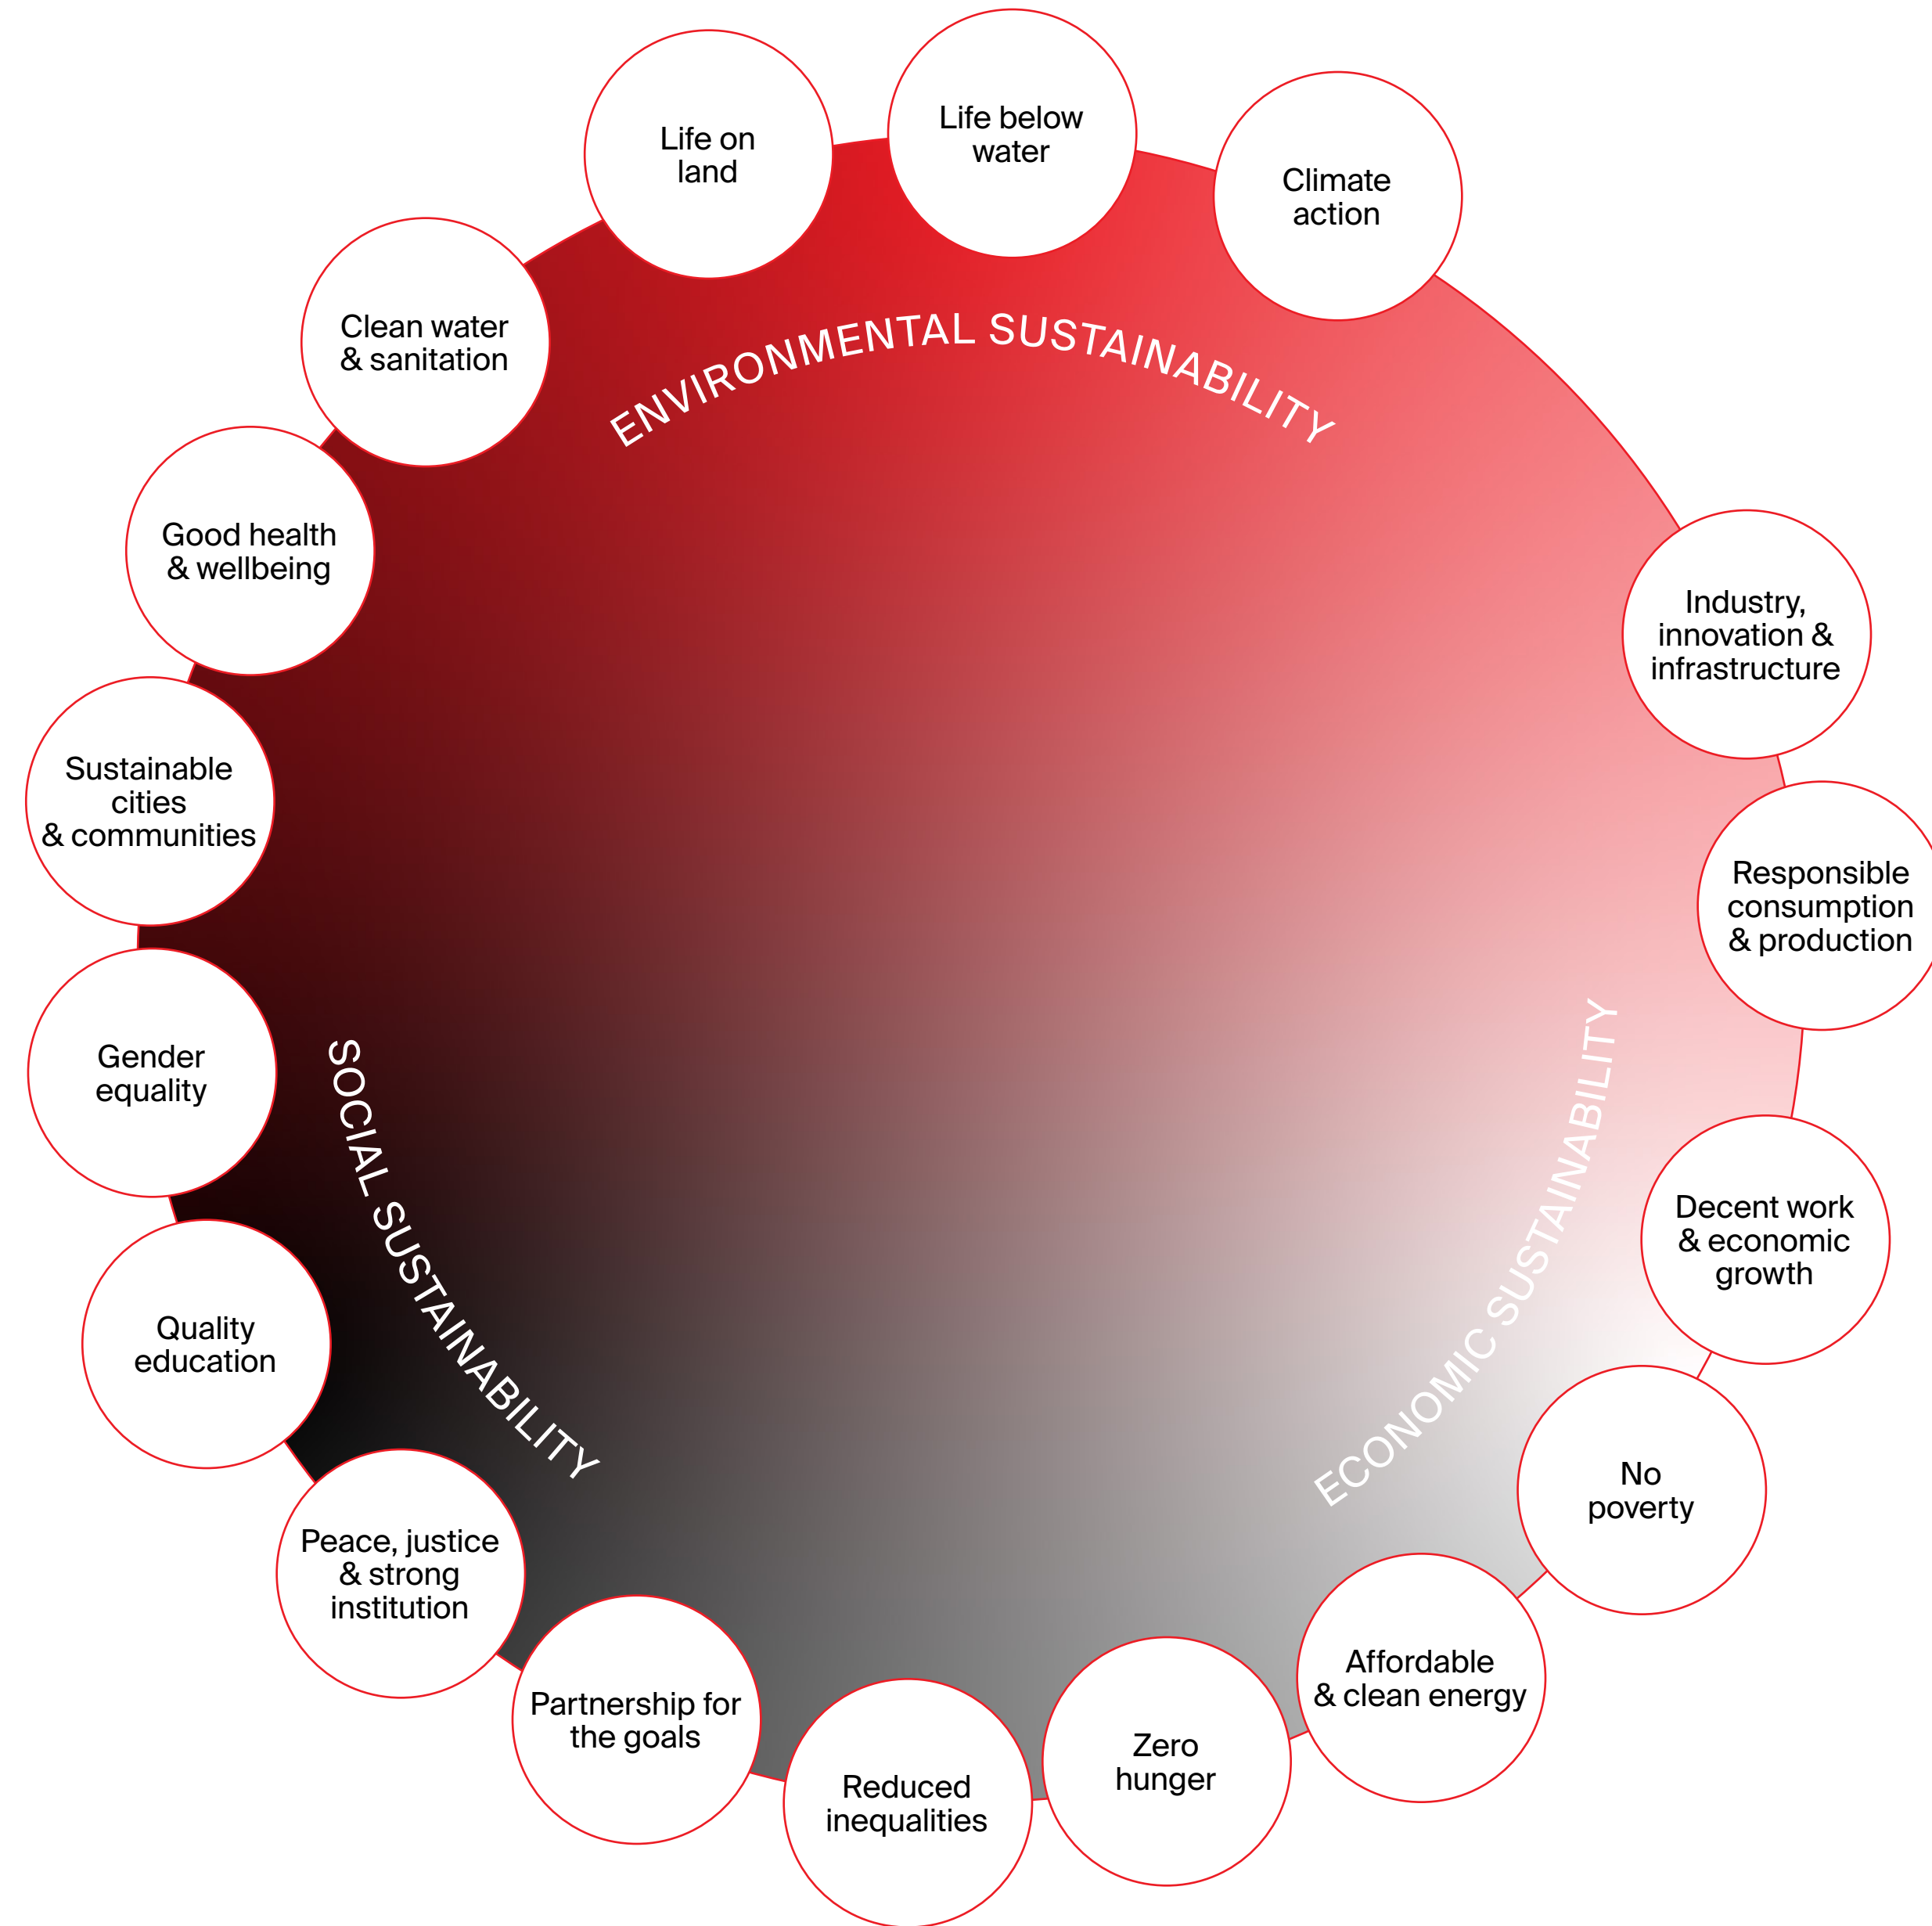 Life below
water
Life on
land
Climate
action
Clean water
& sanitation
ENVIRONMENTAL SUSTAINABILITY
Good health
& wellbeing
Industry,
innovation &
infrastructure
Sustainable
cities
& communities
Responsible
consumption
& production
Gender
equality
SOCIAL SUSTAINABILITY
ECONOMIC SUSTAINABILITY
Decent work
& economic
growth
Quality
education
No
poverty
Peace, justice
& strong
institution
Affordable
& clean energy
Partnership for
the goals
Zero
hunger
Reduced
inequalities